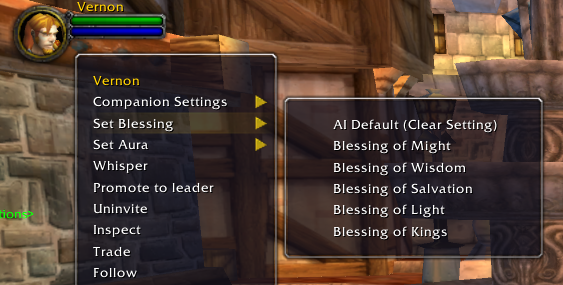 Vernon
Vernon
Companion Settings
Set Blessing
Set Aura
Whisper
Promote to leader
Uninvite
Inspect
Trade
Follow
AI Default (Clear Setting)
Blessing of Might
Blessing of Wisdom
Blessing of Salvation
Blessing of Light
Blessing of Kings